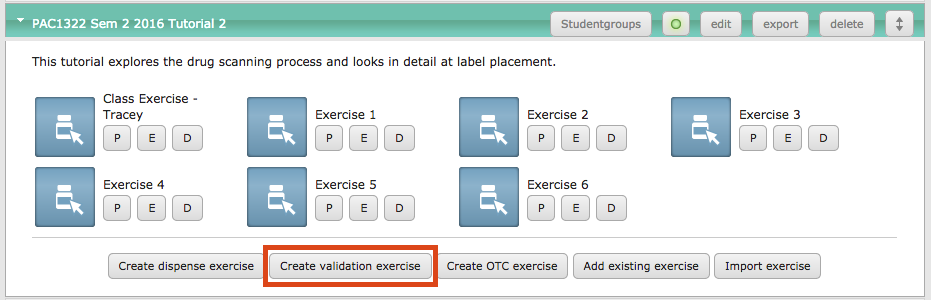 PAC1322 Sem 2 2016 Tutorial 2 Studentgroups edit export delete
This tutorial explores the drug scanning process and looks in detail at label placement.
Class Exercise -
Tracey
P E D
Exercise 1
P E D
Exercise 2
P E D
Exercise 3
P E D
Exercise 4
P E D
Exercise 5
P E D
Exercise 6
P E D
Create dispense exercise Create validation exercise Create OTC exercise Add existing exercise Import exercise